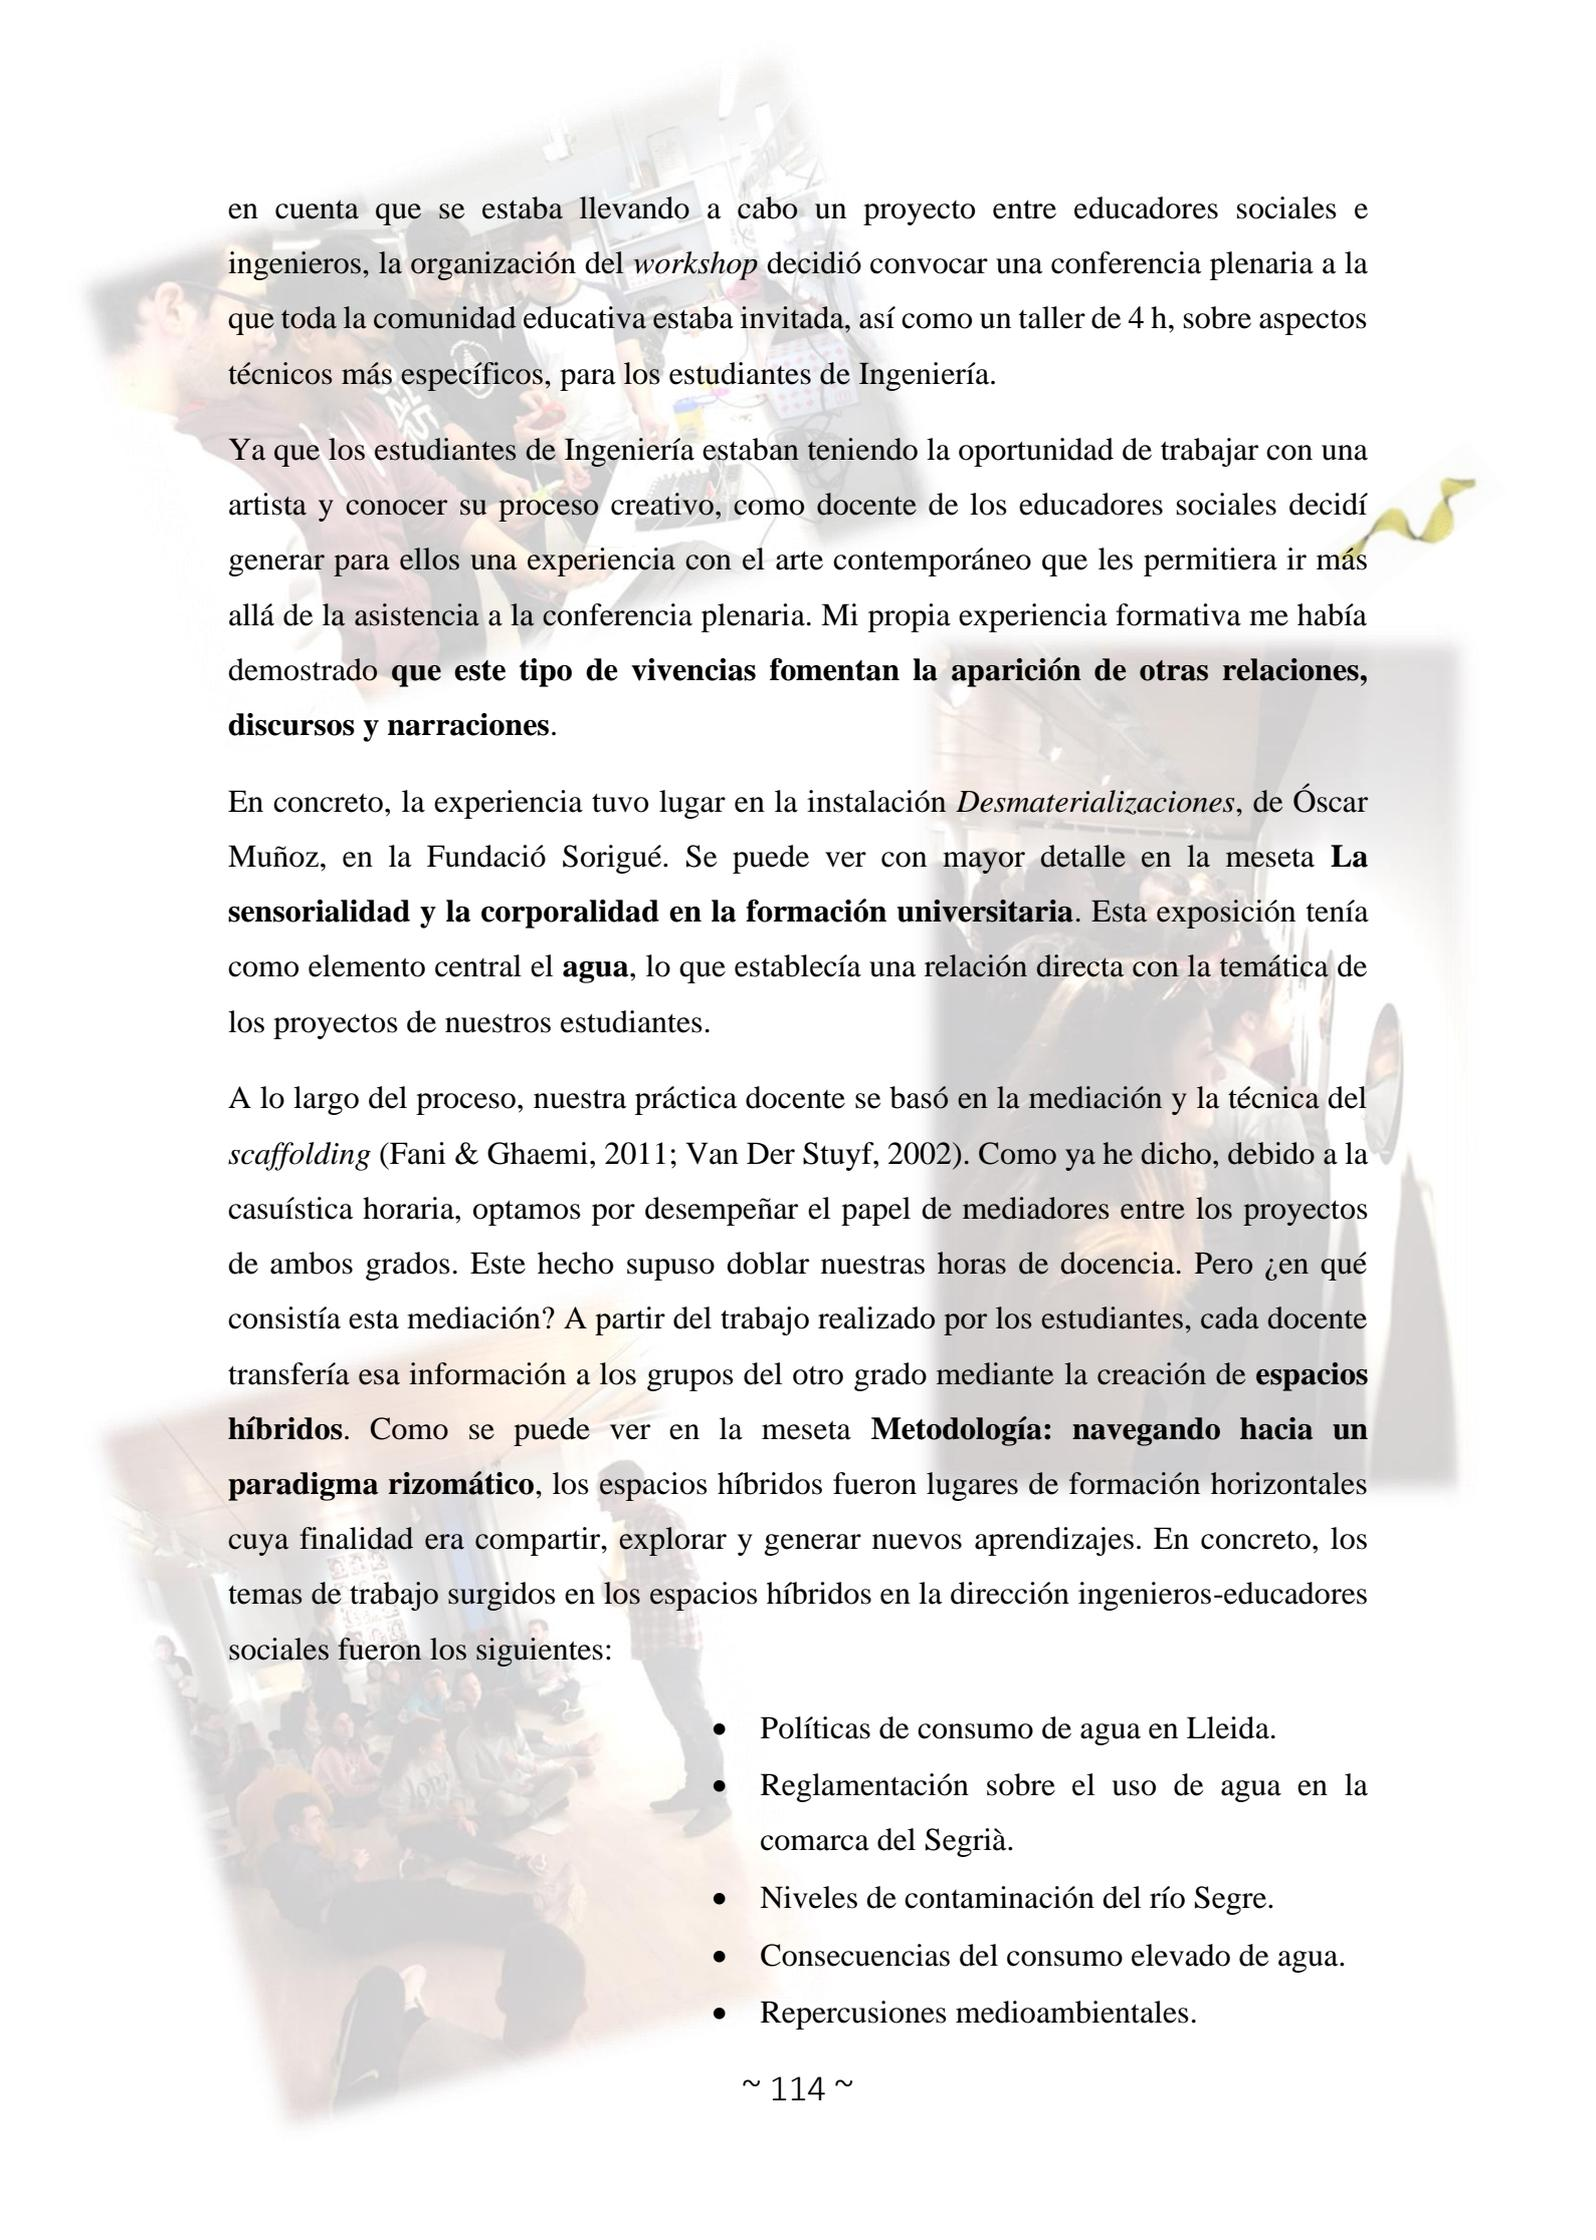 en cuenta que se estaba llevando a cabo un proyecto entre educadores sociales e
ingenieros, la organización del workshop decidió convocar una conferencia plenaria a la
que toda la comunidad educativa estaba invitada, así como un taller de 4 h, sobre aspectos
técnicos más específicos, para los estudiantes de Ingeniería.
Ya que los estudiantes de Ingeniería estaban teniendo la oportunidad de trabajar con una
artista y conocer su proceso creativo, como docente de los educadores sociales decidí
generar para ellos una experiencia con el arte contemporáneo que les permitiera ir más
allá de la asistencia a la conferencia plenaria. Mi propia experiencia formativa me había
demostrado que este tipo de vivencias fomentan la aparición de otras relaciones,
discursos y narraciones.
En concreto, la experiencia tuvo lugar en la instalación Desmaterializaciones, de Óscar
Muñoz, en la Fundació Sorigué. Se puede ver con mayor detalle en la meseta La
sensorialidad y la corporalidad en la formación universitaria. Esta exposición tenía
como elemento central el agua, lo que establecía una relación directa con la temática de
los proyectos de nuestros estudiantes.
A lo largo del proceso, nuestra práctica docente se basó en la mediación y la técnica del
scaffolding (Fani & Ghaemi, 2011; Van Der Stuyf, 2002). Como ya he dicho, debido a la
casuística horaria, optamos por desempeñar el papel de mediadores entre los proyectos
de ambos grados. Este hecho supuso doblar nuestras horas de docencia. Pero ¿en qué
consistía esta mediación? A partir del trabajo realizado por los estudiantes, cada docente
transfería esa información a los grupos del otro grado mediante la creación de espacios
híbridos. Como se puede ver en la meseta Metodología: navegando hacia un
paradigma rizomático, los espacios híbridos fueron lugares de formación horizontales
cuya finalidad era compartir, explorar y generar nuevos aprendizajes. En concreto, los
temas de trabajo surgidos en los espacios híbridos en la dirección ingenieros-educadores
sociales fueron los siguientes:
• Políticas de consumo de agua en Lleida.
• Reglamentación sobre el uso de agua en la
comarca del Segrià.
• Niveles de contaminación del río Segre.
• Consecuencias del consumo elevado de agua.
• Repercusiones medioambientales.
~ 114 ~